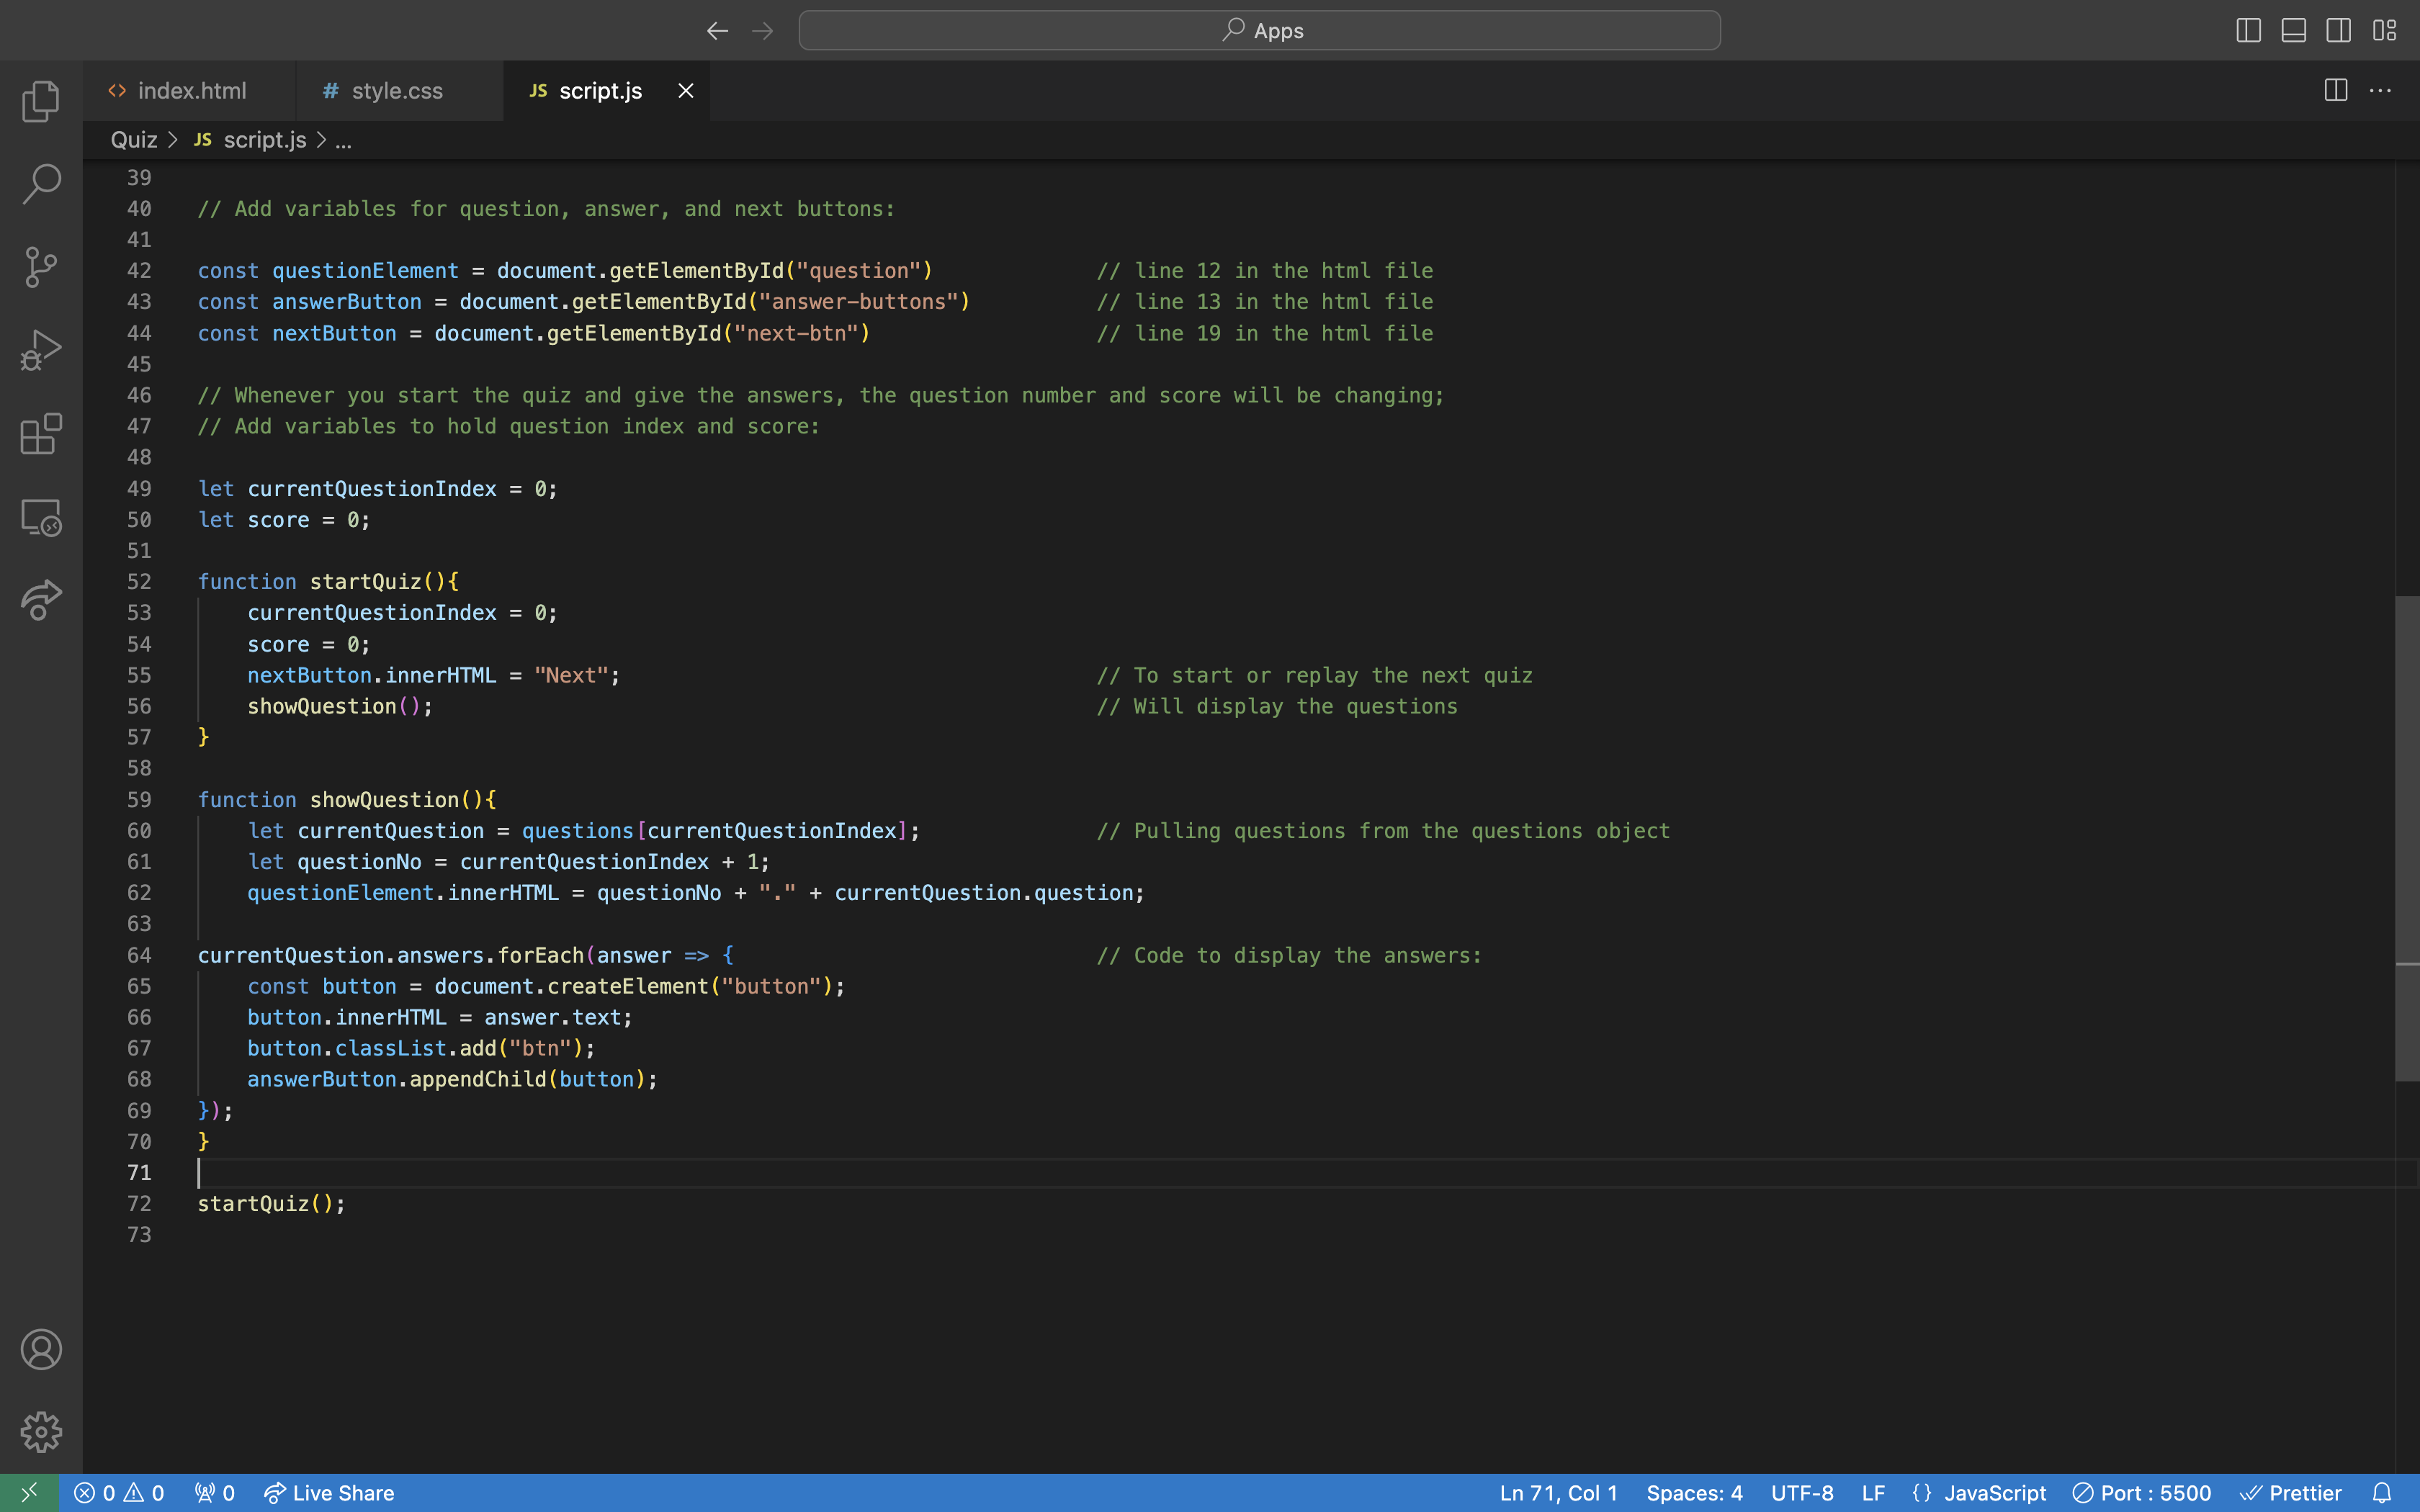 Apps
index.html
# style.css
JS script.js
Quiz > JS script.js > ...
39
40 // Add variables for question, answer, and next buttons:
41
42 const questionElement = document.getElementById("question") // line 12 in the html file
43 const answerButton = document.getElementById("answer-buttons") // line 13 in the html file
44 const nextButton = document.getElementById("next-btn") // line 19 in the html file
45
46 // Whenever you start the quiz and give the answers, the question number and score will be changing;
47 // Add variables to hold question index and score:
48
49 let currentQuestionIndex = 0;
50 let score = 0;
51
52 function startQuiz(){
53 currentQuestionIndex = 0;
54 score = 0;
55 nextButton.innerHTML = "Next"; // To start or replay the next quiz
56 showQuestion(); // Will display the questions
57 }
58
59 function showQuestion(){
60 let currentQuestion = questions[currentQuestionIndex]; // Pulling questions from the questions object
61 let questionNo = currentQuestionIndex + 1;
62 questionElement.innerHTML = questionNo + "." + currentQuestion.question;
63
64 currentQuestion.answers.forEach(answer => { // Code to display the answers:
65 const button = document.createElement("button");
66 button.innerHTML = answer.text;
67 button.classList.add("btn");
68 answerButton.appendChild(button);
69 });
70 }
71
72 startQuiz();
73
0 0 0 Live Share Ln 71, Col 1 Spaces: 4 UTF-8 LF {} JavaScript Port : 5500 Prettier